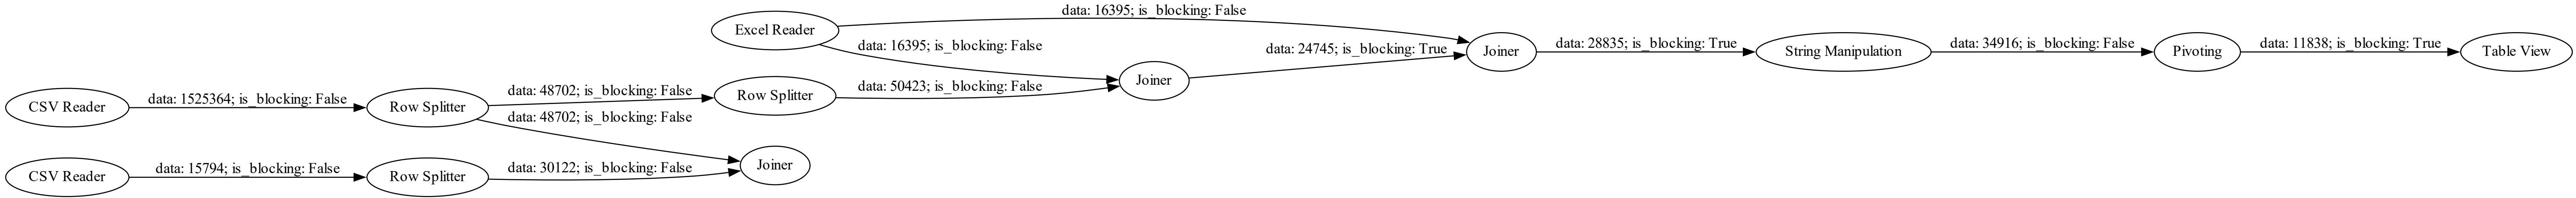 data: 16395; is_blocking: False
Excel Reader
data: 16395; is_blocking: False
data: 24745; is_blocking: True
Joiner
data: 28835; is_blocking: True
String Manipulation
data: 34916; is_blocking: False
Pivoting
data: 11838; is_blocking: True
Table View
Joiner
CSV Reader
data: 1525364; is_blocking: False
Row Splitter
data: 48702; is_blocking: False
Row Splitter
data: 50423; is_blocking: False
data: 48702; is_blocking: False
Joiner
CSV Reader
data: 15794; is_blocking: False
Row Splitter
data: 30122; is_blocking: False